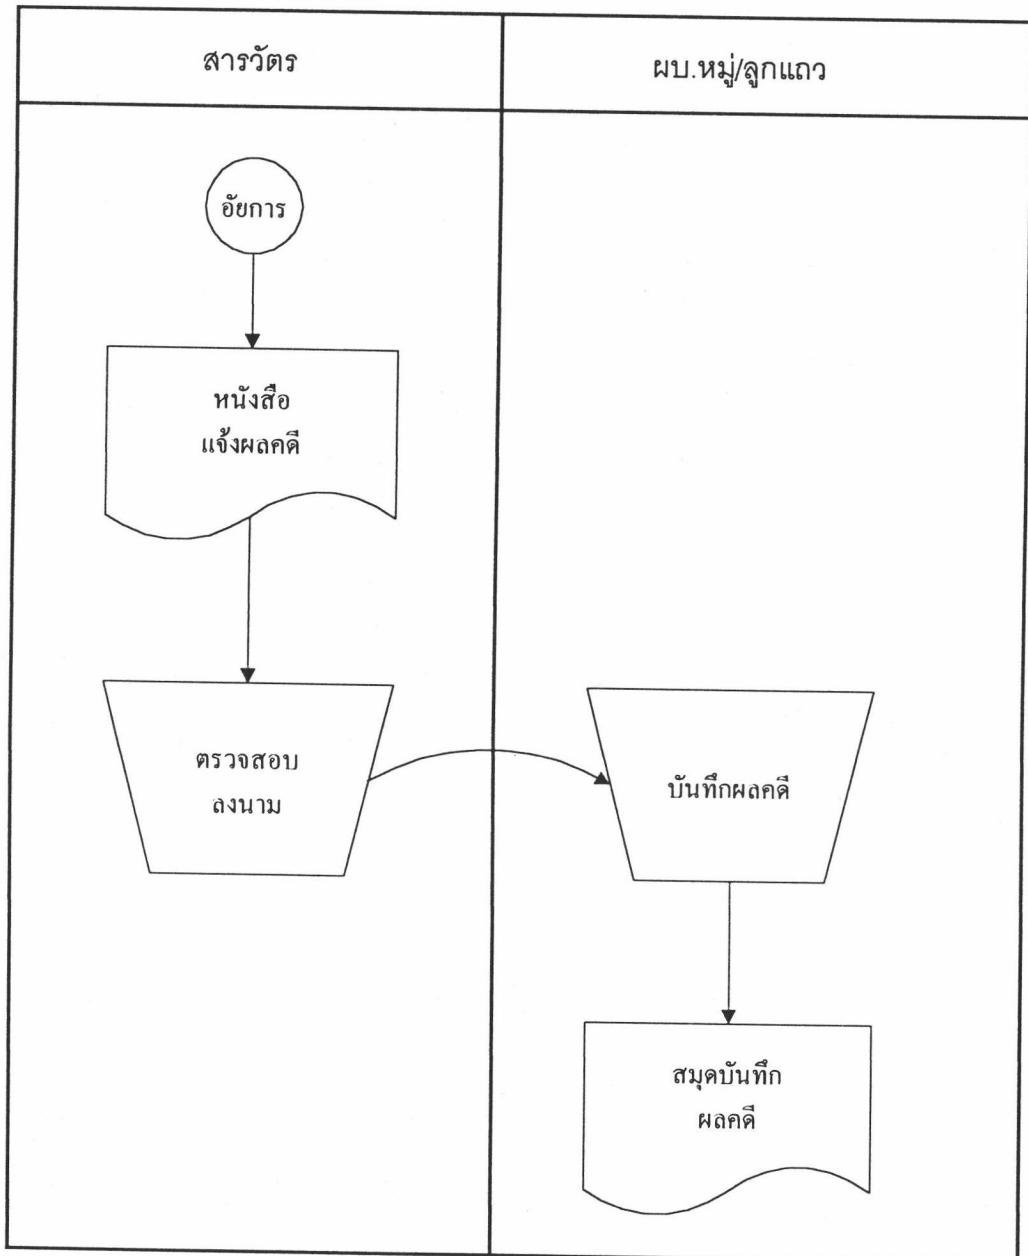 สารวัตร
ผบ.หมู่/ลูกแถว
อัยการ
หนังสือ
แจ้งผลคดี
ตรวจสอบ
ลงนาม
บันทึกผลคดี
สมุดบันทึก
ผลคดี